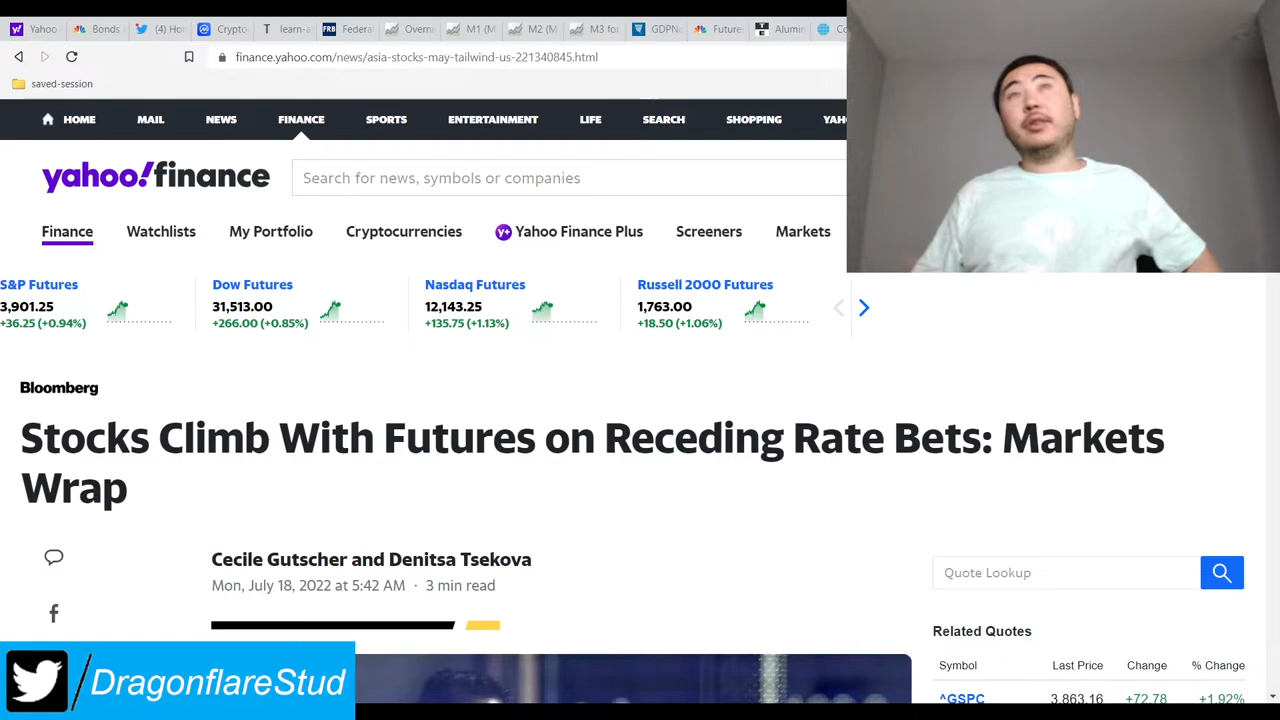 Yahoo
Bonds
(4) Ho
Crypto
learn-a
Federal
Overni
M1 (M
M2 (M
M3 fo
GDPN
Future
Alumin
Co
finance.yahoo.com/news/asia-stocks-may-tailwind-us-221340845.html
saved-session
HOME MAIL NEWS FINANCE SPORTS ENTERTAINMENT LIFE SEARCH SHOPPING YAH
yahoo!finance
Search for news, symbols or companies
Finance Watchlists My Portfolio Cryptocurrencies Y+ Yahoo Finance Plus Screeners Markets
S&P Futures
3,901.25
+36.25 (+0.94%)
Dow Futures
31,513.00
+266.00 (+0.85%)
Nasdaq Futures
12,143.25
+135.75 (+1.13%)
Russell 2000 Futures
1,763.00
+18.50 (+1.06%)
Bloomberg
Stocks Climb With Futures on Receding Rate Bets: Markets
Wrap
Cecile Gutscher and Denitsa Tsekova
Mon, July 18, 2022 at 5:42 AM · 3 min read
Quote Lookup
Related Quotes
Symbol Last Price Change % Change
^GSPC 3,863.16 +72.78 +1.92%
/DragonflareStud